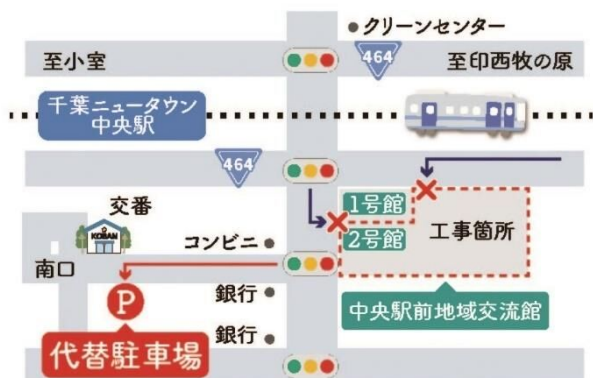 クリーンセンター
至小室
464
至印西牧の原
千葉ニュータウン
中央駅
464
交番
KOBAN
1号館
2号館
工事箇所
コンビニ
南口
P
銀行
中央駅前地域交流館
代替駐車場
銀行